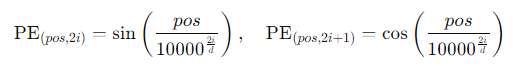 PE_{(pos,2i)} = sin(pos / 10000^{2i/d}), PE_{(pos,2i+1)} = cos(pos / 10000^{2i/d})